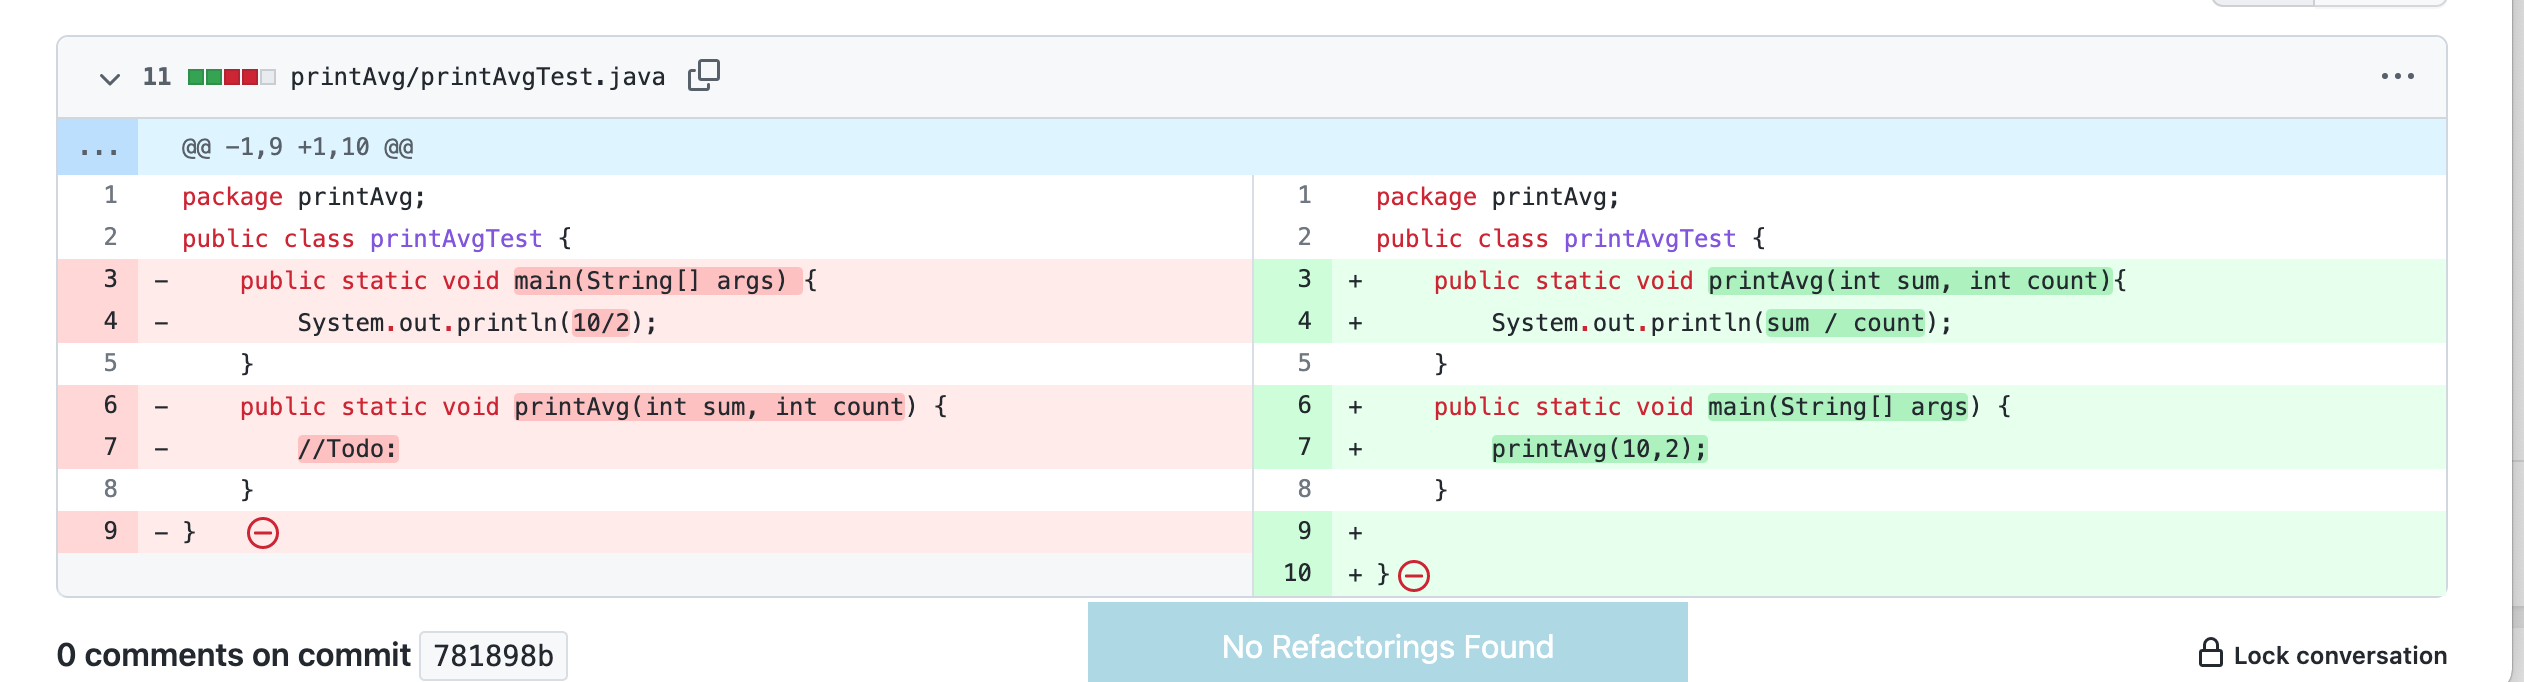 11 printAvg/printAvgTest.java
... @@ -1,9 +1,10 @@
1 package printAvg;
2 public class printAvgTest {
3 - public static void main(String[] args) {
4 - System.out.println(10/2);
5 }
6 - public static void printAvg(int sum, int count) {
7 - //Todo:
8 }
9 - }
1 package printAvg;
2 public class printAvgTest {
3 + public static void printAvg(int sum, int count){
4 + System.out.println(sum / count);
5 }
6 + public static void main(String[] args) {
7 + printAvg(10,2);
8 }
9 +
10 + }
0 comments on commit 781898b
No Refactorings Found
Lock conversation